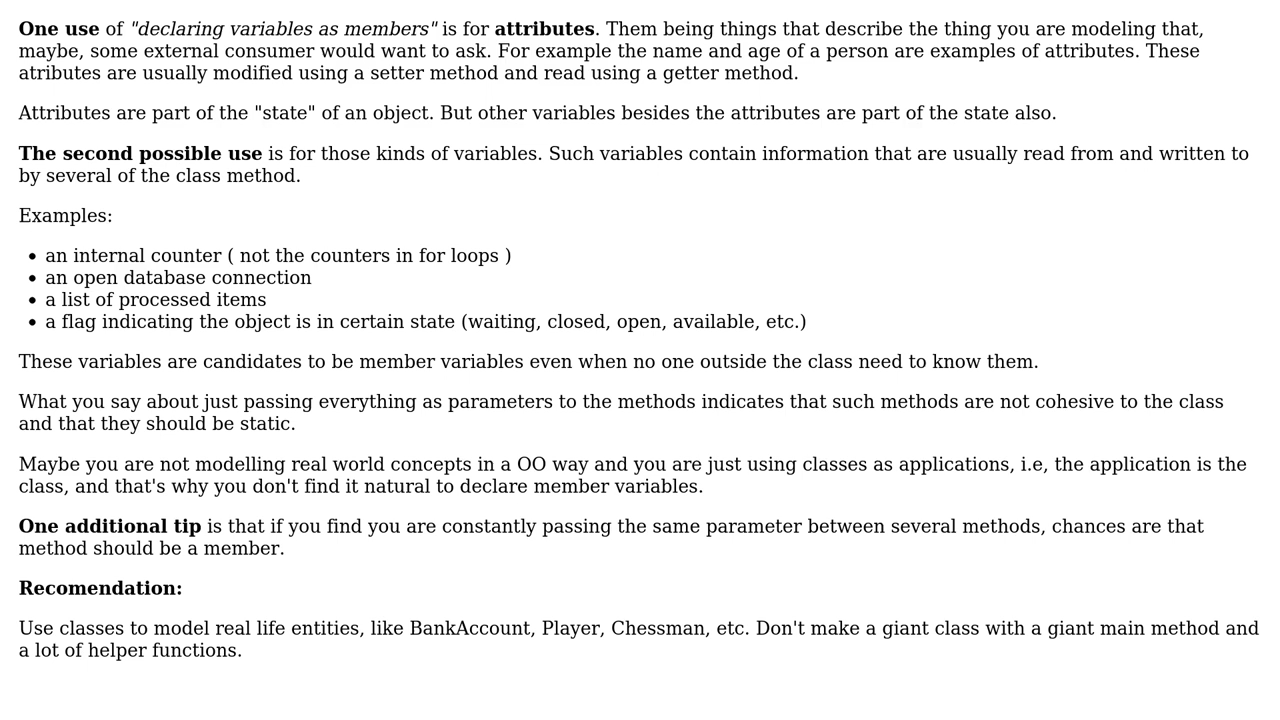 One use of "declaring variables as members" is for attributes. Them being things that describe the thing you are modeling that,
maybe, some external consumer would want to ask. For example the name and age of a person are examples of attributes. These
atributes are usually modified using a setter method and read using a getter method.
Attributes are part of the "state" of an object. But other variables besides the attributes are part of the state also.
The second possible use is for those kinds of variables. Such variables contain information that are usually read from and written to
by several of the class method.
Examples:
• an internal counter ( not the counters in for loops )
• an open database connection
• a list of processed items
• a flag indicating the object is in certain state (waiting, closed, open, available, etc.)
These variables are candidates to be member variables even when no one outside the class need to know them.
What you say about just passing everything as parameters to the methods indicates that such methods are not cohesive to the class
and that they should be static.
Maybe you are not modelling real world concepts in a OO way and you are just using classes as applications, i.e, the application is the
class, and that's why you don't find it natural to declare member variables.
One additional tip is that if you find you are constantly passing the same parameter between several methods, chances are that
method should be a member.
Recomendation:
Use classes to model real life entities, like BankAccount, Player, Chessman, etc. Don't make a giant class with a giant main method and
a lot of helper functions.